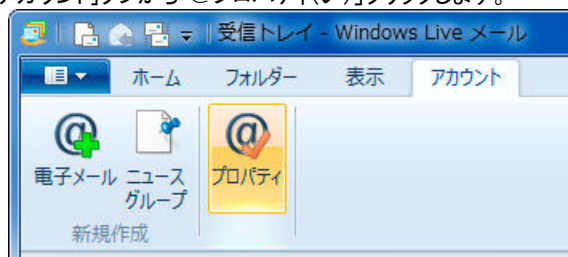 受信トレイ - Windows Live メール
ホーム フォルダー 表示 アカウント
電子メール ニュース グループ プロパティ
新規作成